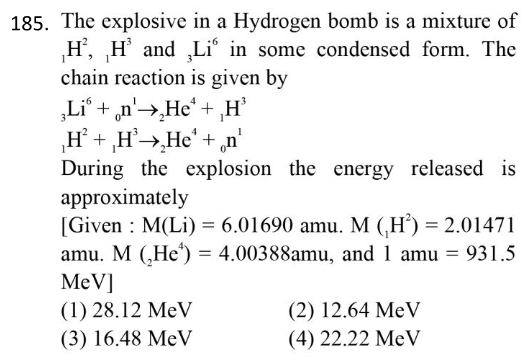 185. The explosive in a Hydrogen bomb is a mixture of
₁H², ₁H³ and ₃Li⁶ in some condensed form. The
chain reaction is given by
₃Li⁶ + ₀n¹→₂He⁴ + ₁H³
₁H² + ₁H³→₂He⁴ + ₀n¹
During the explosion the energy released is
approximately
[Given : M(Li) = 6.01690 amu. M (₁H²) = 2.01471
amu. M (₂He⁴) = 4.00388amu, and 1 amu = 931.5
MeV]
(1) 28.12 MeV (2) 12.64 MeV
(3) 16.48 MeV (4) 22.22 MeV